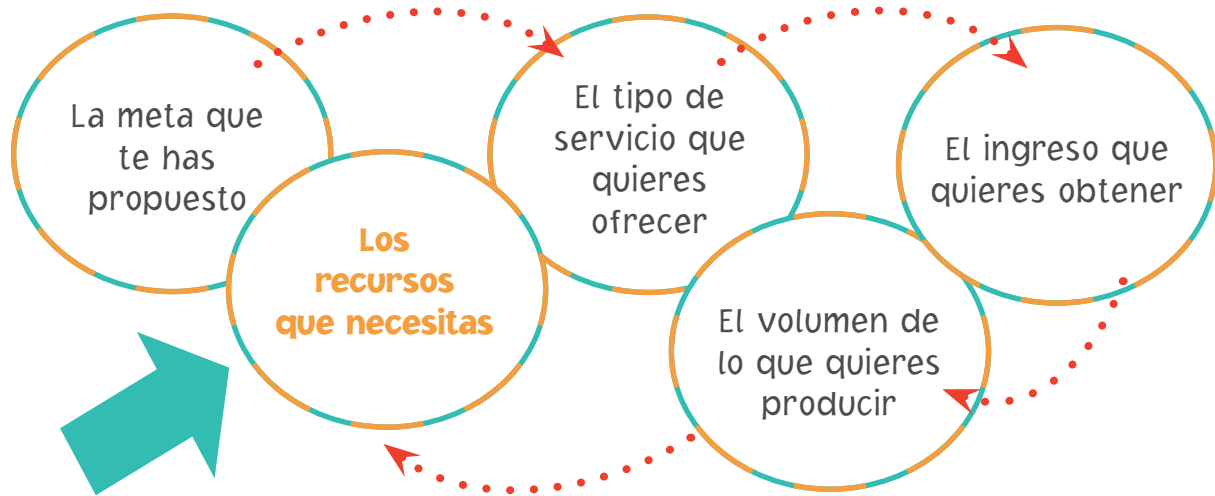 La meta que
te has
propuesto
El tipo de
servicio que
quieres
ofrecer
El ingreso que
quieres obtener
El volumen de
lo que quieres
producir
Los
recursos
que necesitas